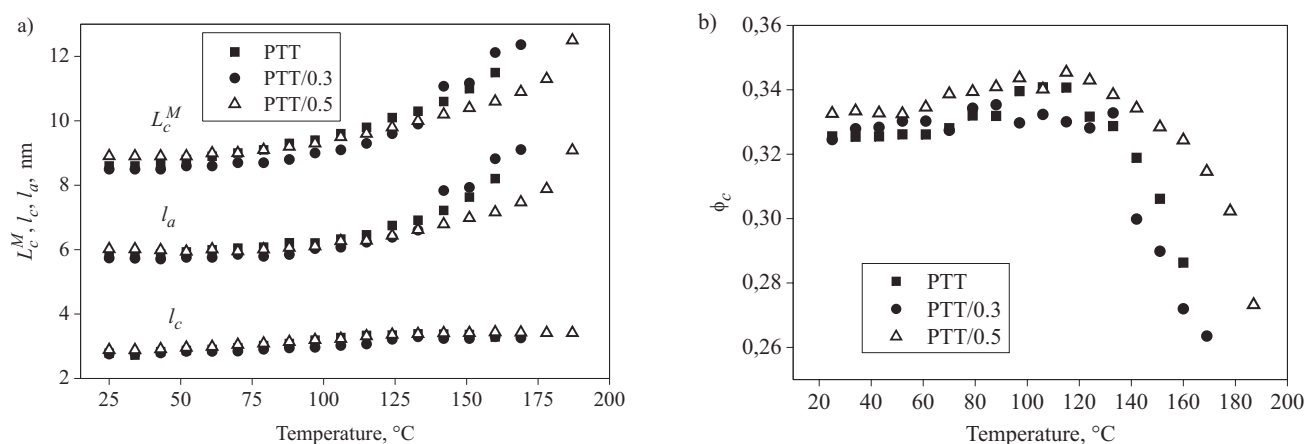 a)
12
10
8
6
4
2
L_c^M, l_c, l_a, nm
PTT
PTT/0.3
PTT/0.5
L_c^M
l_a
l_c
25 50 75 100 125 150 175 200
Temperature, °C
b)
0,36
0,34
0,32
0,30
0,28
0,26
ϕ_c
PTT
PTT/0.3
PTT/0.5
20 40 60 80 100 120 140 160 180 200
Temperature, °C